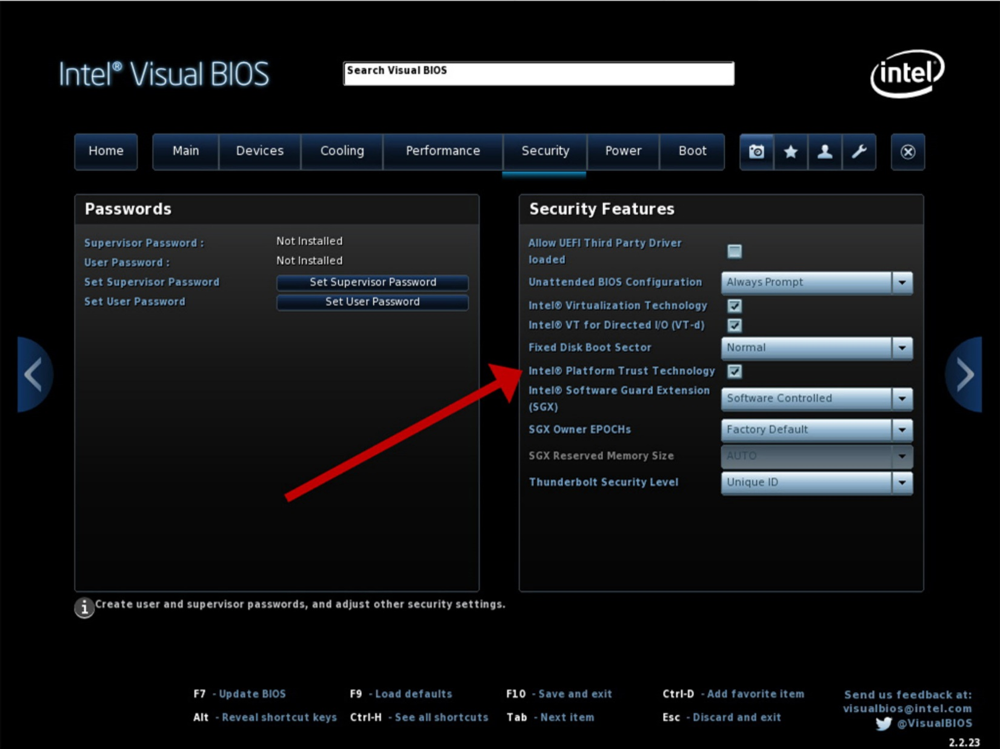 Intel® Visual BIOS
Search Visual BIOS
intel®
Home
Main
Devices
Cooling
Performance
Security
Power
Boot
Passwords
Supervisor Password : Not Installed
User Password : Not Installed
Set Supervisor Password Set Supervisor Password
Set User Password Set User Password
Security Features
Allow UEFI Third Party Driver
loaded
Unattended BIOS Configuration Always Prompt
Intel® Virtualization Technology
Intel® VT for Directed I/O (VT-d)
Fixed Disk Boot Sector Normal
Intel® Platform Trust Technology
Intel® Software Guard Extension
(SGX) Software Controlled
SGX Owner EPOCHs Factory Default
SGX Reserved Memory Size AUTO
Thunderbolt Security Level Unique ID
i Create user and supervisor passwords, and adjust other security settings.
F7 - Update BIOS F9 - Load defaults F10 - Save and exit Ctrl-D - Add favorite item
Alt - Reveal shortcut keys Ctrl-H - See all shortcuts Tab - Next item Esc - Discard and exit
Send us feedback at:
visualbios@intel.com
@VisualBIOS
2.2.23